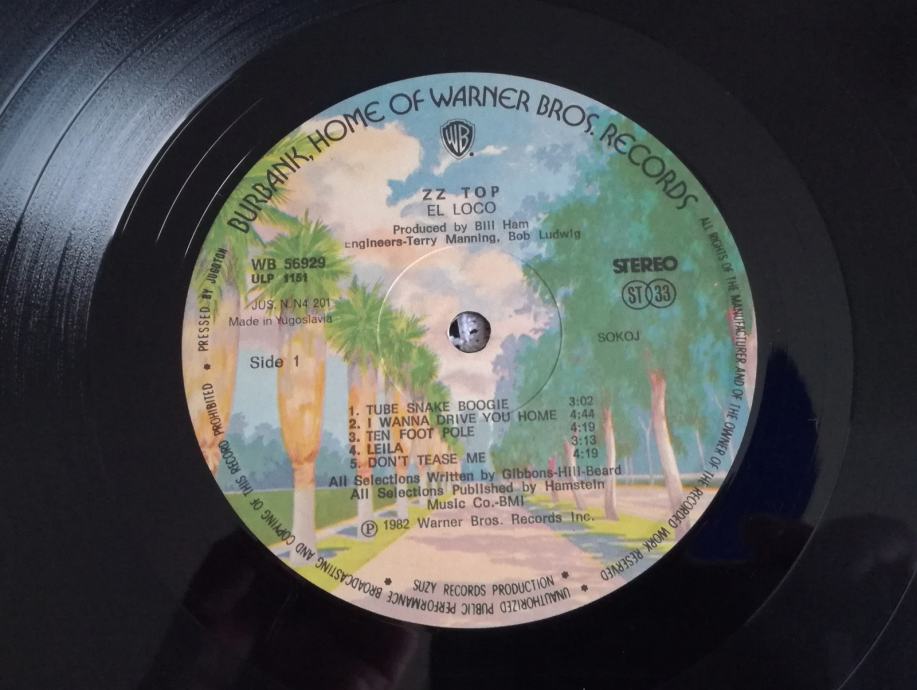 BURBANK, HOME OF WARNER BROS. RECORDS
WB
ZZ TOP
EL LOCO
Produced by Bill Ham
Engineers-Terry Manning, Bob Ludwig
WB 56929
ULP 1151
STEREO
ST 33
JUS. N. N4 201
Made in Yugoslavia
SOKOJ
Side 1
1. TUBE SNAKE BOOGIE 3:02
2. I WANNA DRIVE YOU HOME 4:44
3. TEN FOOT POLE 4:19
4. LEILA 3:13
5. DON'T TEASE ME 4:19
All Selections Written by Gibbons-Hill-Beard
All Selections Published by Hamstein
Music Co.-BMI
Ⓟ 1982 Warner Bros. Records Inc.
SUZY RECORDS PRODUCTION
ALL RIGHTS OF THE MANUFACTURER AND OF THE OWNER OF THE RECORDED WORK RESERVED * UNAUTHORIZED PUBLIC PERFORMANCE BROADCASTING AND COPYING OF THIS RECORD PROHIBITED * PRESSED BY JUGOTON